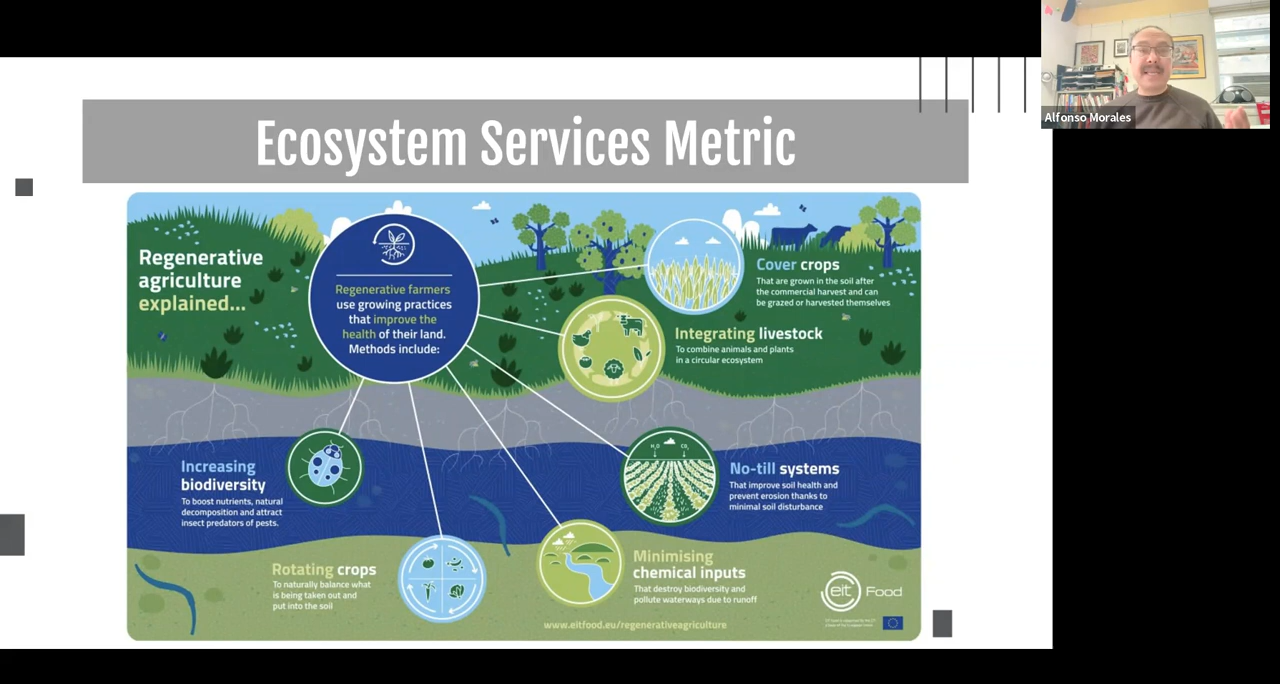 Alfonso Morales
Ecosystem Services Metric
Regenerative
agriculture
explained...
Regenerative farmers
use growing practices
that improve the
health of their land.
Methods include:
Cover crops
That are grown in the soil after
the commercial harvest and can
be grazed or harvested themselves
Integrating livestock
To combine animals and plants
in a circular ecosystem
H₂O
CO₂
No-till systems
That improve soil health and
prevent erosion thanks to
minimal soil disturbance
Increasing
biodiversity
To boost nutrients, natural
decomposition and attract
insect predators of pests.
Rotating crops
To naturally balance what
is being taken out and
put into the soil
Minimising
chemical inputs
That destroy biodiversity and
pollute waterways due to runoff
eit Food
www.eitfood.eu/regenerativeagriculture